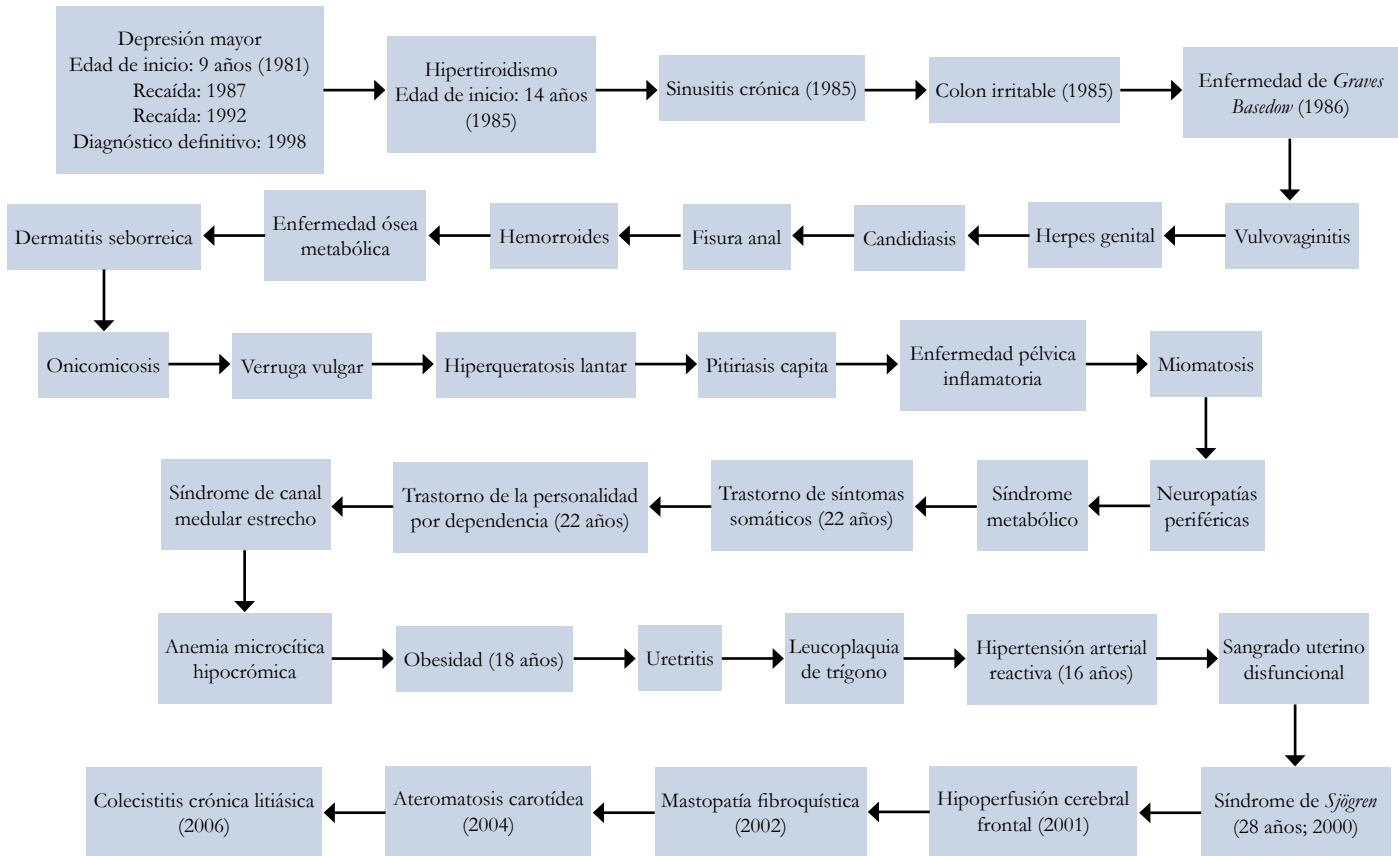 Depresión mayor
Edad de inicio: 9 años (1981)
Recaída: 1987
Recaída: 1992
Diagnóstico definitivo: 1998
Hipertiroidismo
Edad de inicio: 14 años
(1985)
Sinusitis crónica (1985)
Colon irritable (1985)
Enfermedad de Graves
Basedow (1986)
Vulvovaginitis
Herpes genital
Candidiasis
Fisura anal
Hemorroides
Enfermedad ósea
metabólica
Dermatitis seborreica
Onicomicosis
Verruga vulgar
Hiperqueratosis lantar
Pitiriasis capita
Enfermedad pélvica
inflamatoria
Miomatosis
Neuropatías
periféricas
Síndrome
metabólico
Trastorno de síntomas
somáticos (22 años)
Trastorno de la personalidad
por dependencia (22 años)
Síndrome de canal
medular estrecho
Anemia microcítica
hipocrómica
Obesidad (18 años)
Uretritis
Leucoplaquia
de trígono
Hipertensión arterial
reactiva (16 años)
Sangrado uterino
disfuncional
Síndrome de Sjögren
(28 años; 2000)
Hipoperfusión cerebral
frontal (2001)
Mastopatía fibroquística
(2002)
Ateromatosis carotídea
(2004)
Colecistitis crónica litiásica
(2006)